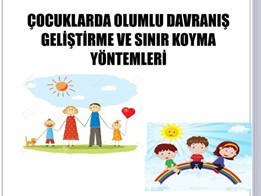 ÇOCUKLARDA OLUMLU DAVRANIŞ
GELİŞTİRME VE SINIR KOYMA
YÖNTEMLERİ